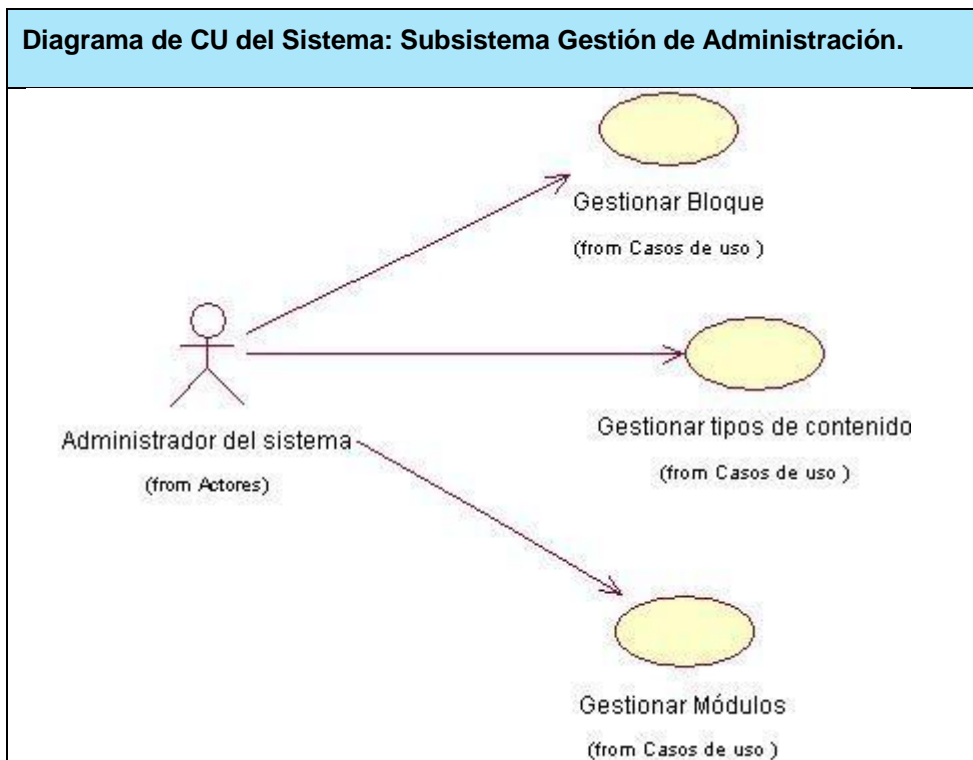 Diagrama de CU del Sistema: Subsistema Gestión de Administración.
Gestionar Bloque
(from Casos de uso )
Gestionar tipos de contenido
(from Casos de uso )
Administrador del sistema
(from Actores)
Gestionar Módulos
(from Casos de uso )